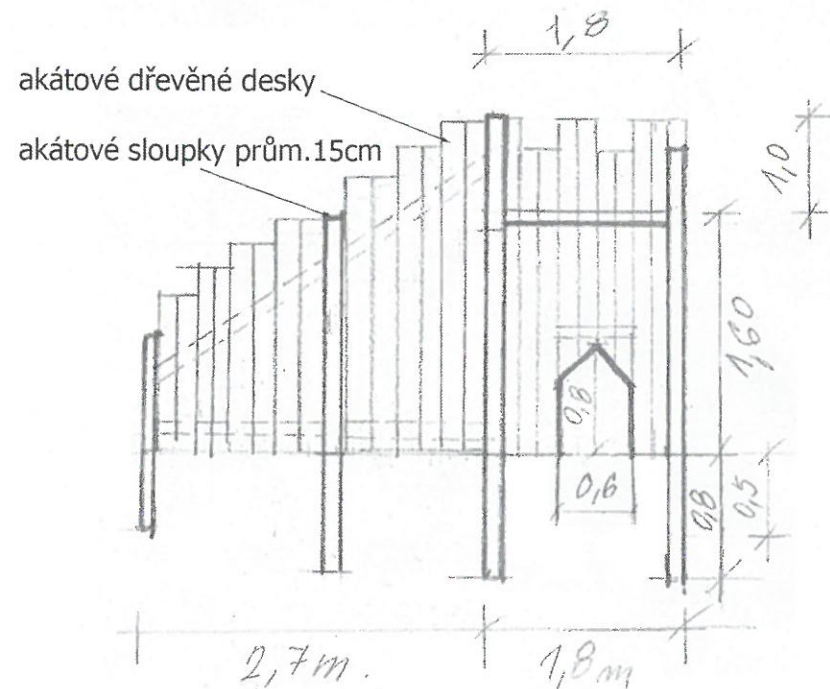 1,8
akátové dřevěné desky
akátové sloupky prům.15cm
1,0
1,60
0,8
0,6
0,8
0,5
2,7m.
1,8m